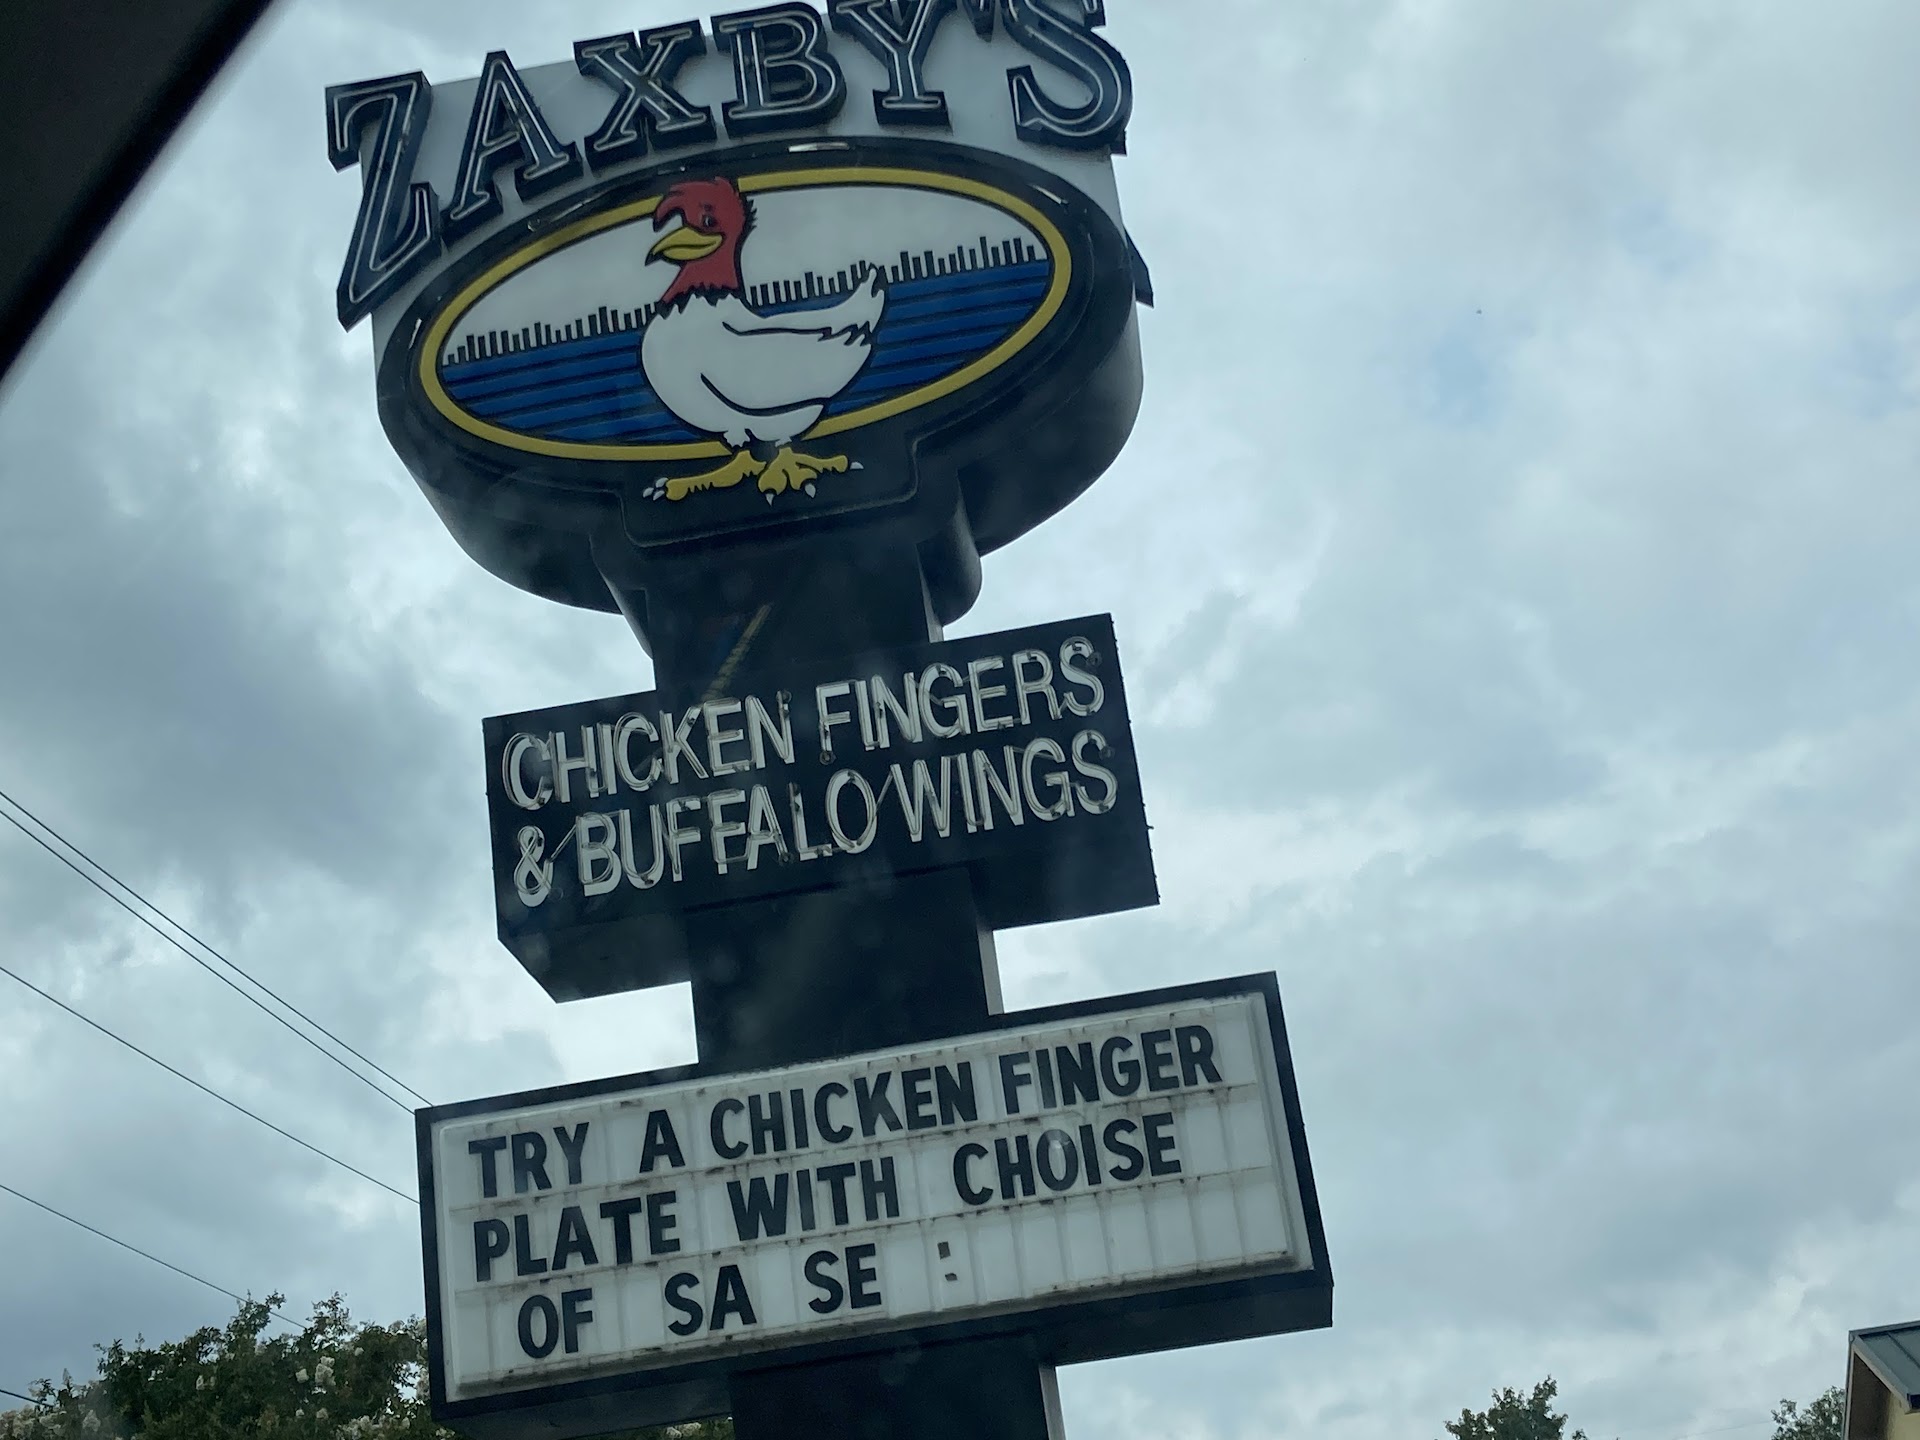 ZAXBY'S
CHICKEN FINGERS
& BUFFALO WINGS
TRY A CHICKEN FINGER
PLATE WITH CHOISE
OF SA SE :